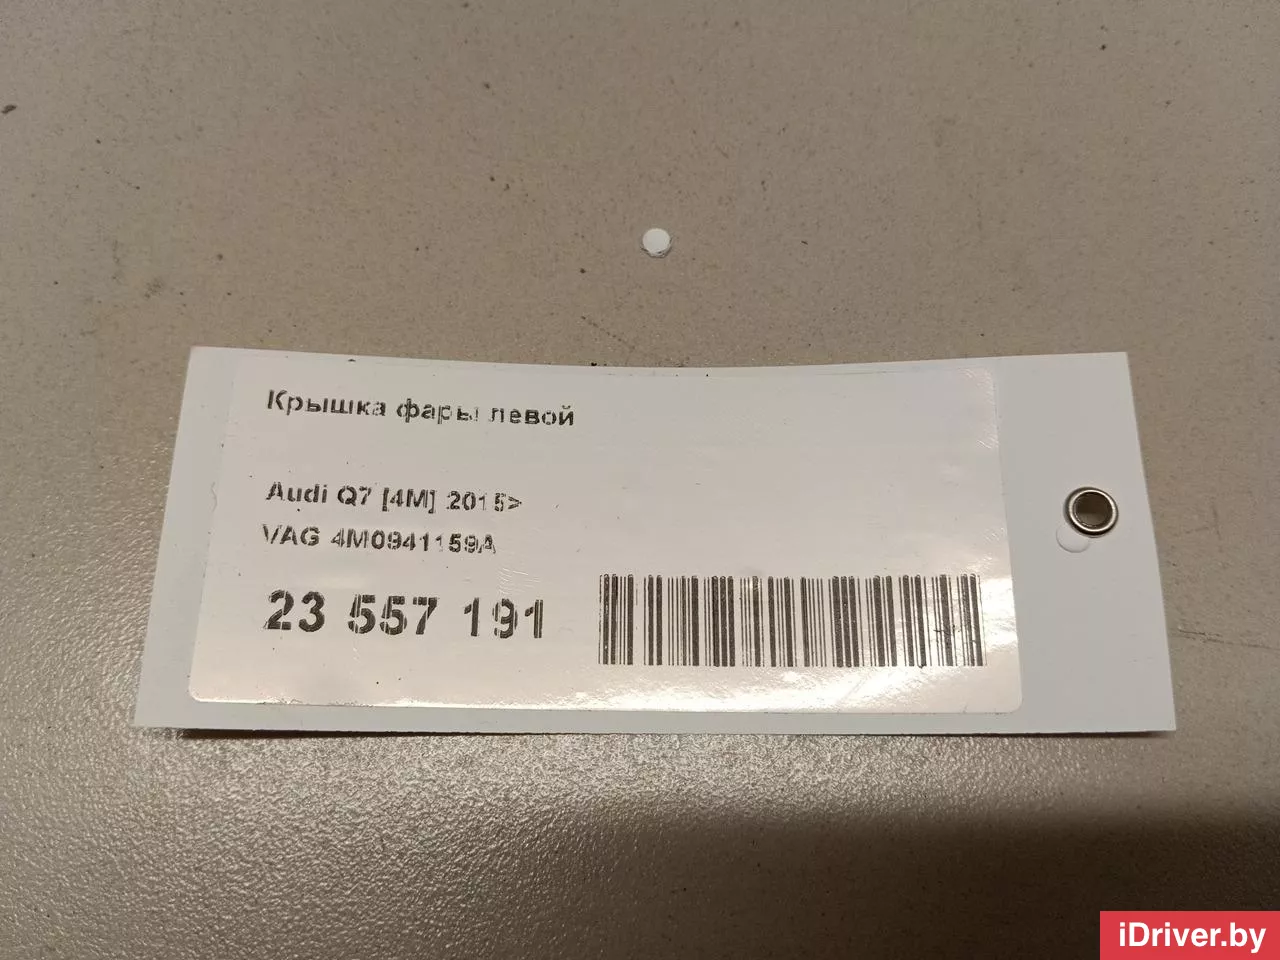 Крышка фары левой
Audi Q7 [4M] 2015>
VAG 4M0941159A
23 557 191
iDriver.by